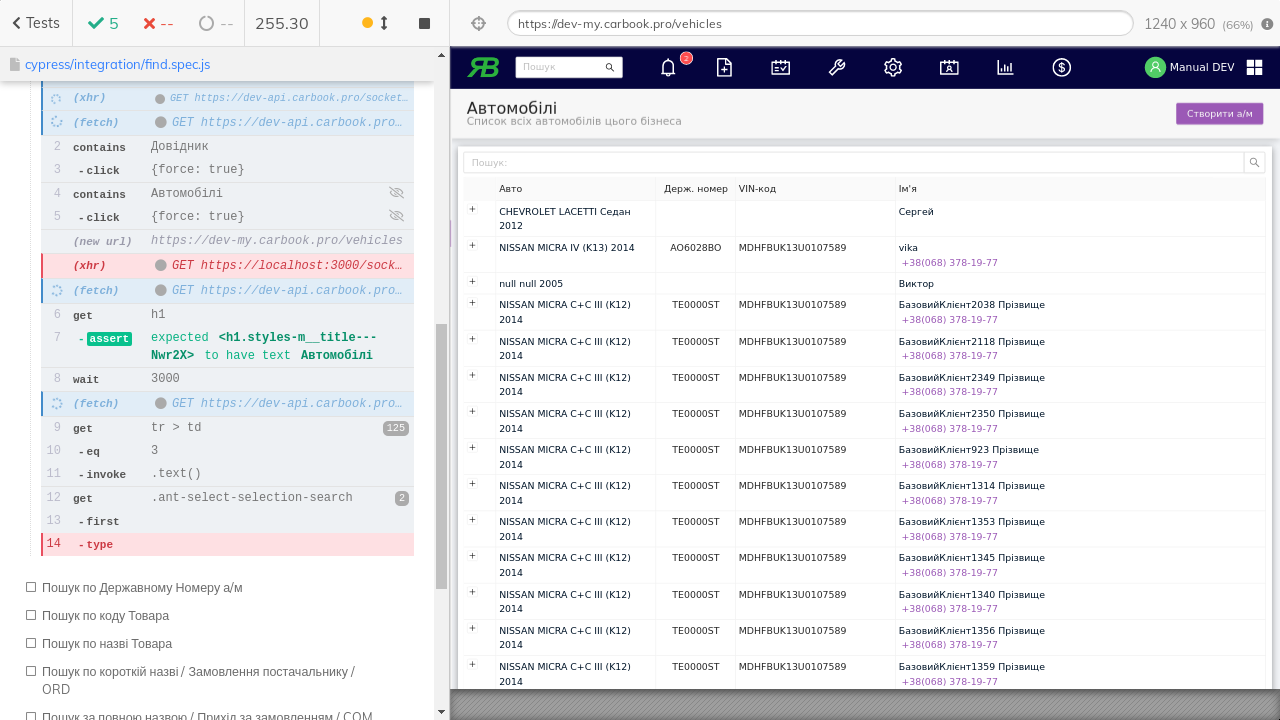 Tests
5
--
--
255.30
https://dev-my.carbook.pro/vehicles
1240 x 960 (66%)
cypress/integration/find.spec.js
(xhr) GET https://dev-api.carbook.pro/socket…
(fetch) GET https://dev-api.carbook.pro…
2 contains Довідник
3 -click {force: true}
4 contains Автомобілі
5 -click {force: true}
(new url) https://dev-my.carbook.pro/vehicles
(xhr) GET https://localhost:3000/sock…
(fetch) GET https://dev-api.carbook.pro…
6 get h1
7 -assert expected <h1.styles-m__title---
Nwr2X> to have text Автомобілі
8 wait 3000
(fetch) GET https://dev-api.carbook.pro…
9 get tr > td 125
10 -eq 3
11 -invoke .text()
12 get .ant-select-selection-search 2
13 -first
14 -type
Пошук по Державному Номеру а/м
Пошук по коду Товара
Пошук по назві Товара
Пошук по короткій назві / Замовлення постачальнику /
ORD
Пошук за повною назвою / Прихід за замовленням / COM
Пошук
2
Manual DEV
Автомобілі
Список всіх автомобілів цього бізнеса
Створити а/м
Пошук:
Авто Держ. номер VIN-код Ім'я
+ CHEVROLET LACETTI Седан Сергей
2012
+ NISSAN MICRA IV (K13) 2014 AO6028BO MDHFBUK13U0107589 vika
+38(068) 378-19-77
+ null null 2005 Виктор
+ NISSAN MICRA C+C III (K12) TE0000ST MDHFBUK13U0107589 БазовийКлієнт2038 Прізвище
2014 +38(068) 378-19-77
+ NISSAN MICRA C+C III (K12) TE0000ST MDHFBUK13U0107589 БазовийКлієнт2118 Прізвище
2014 +38(068) 378-19-77
+ NISSAN MICRA C+C III (K12) TE0000ST MDHFBUK13U0107589 БазовийКлієнт2349 Прізвище
2014 +38(068) 378-19-77
+ NISSAN MICRA C+C III (K12) TE0000ST MDHFBUK13U0107589 БазовийКлієнт2350 Прізвище
2014 +38(068) 378-19-77
+ NISSAN MICRA C+C III (K12) TE0000ST MDHFBUK13U0107589 БазовийКлієнт923 Прізвище
2014 +38(068) 378-19-77
+ NISSAN MICRA C+C III (K12) TE0000ST MDHFBUK13U0107589 БазовийКлієнт1314 Прізвище
2014 +38(068) 378-19-77
+ NISSAN MICRA C+C III (K12) TE0000ST MDHFBUK13U0107589 БазовийКлієнт1353 Прізвище
2014 +38(068) 378-19-77
+ NISSAN MICRA C+C III (K12) TE0000ST MDHFBUK13U0107589 БазовийКлієнт1345 Прізвище
2014 +38(068) 378-19-77
+ NISSAN MICRA C+C III (K12) TE0000ST MDHFBUK13U0107589 БазовийКлієнт1340 Прізвище
2014 +38(068) 378-19-77
+ NISSAN MICRA C+C III (K12) TE0000ST MDHFBUK13U0107589 БазовийКлієнт1356 Прізвище
2014 +38(068) 378-19-77
+ NISSAN MICRA C+C III (K12) TE0000ST MDHFBUK13U0107589 БазовийКлієнт1359 Прізвище
2014 +38(068) 378-19-77